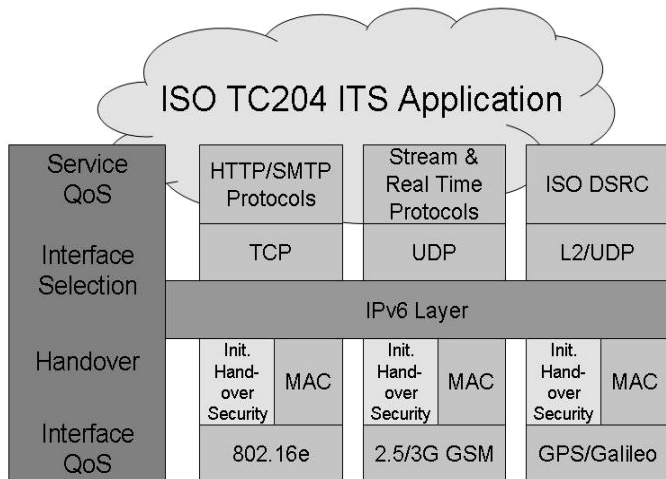 ISO TC204 ITS Application
Service
QoS
Interface
Selection
Handover
Interface
QoS
HTTP/SMTP
Protocols
Stream &
Real Time
Protocols
ISO DSRC
TCP
UDP
L2/UDP
IPv6 Layer
Init.
Hand-
over
Security
MAC
Init.
Hand-
over
Security
MAC
Init.
Hand-
over
Security
MAC
802.16e
2.5/3G GSM
GPS/Galileo